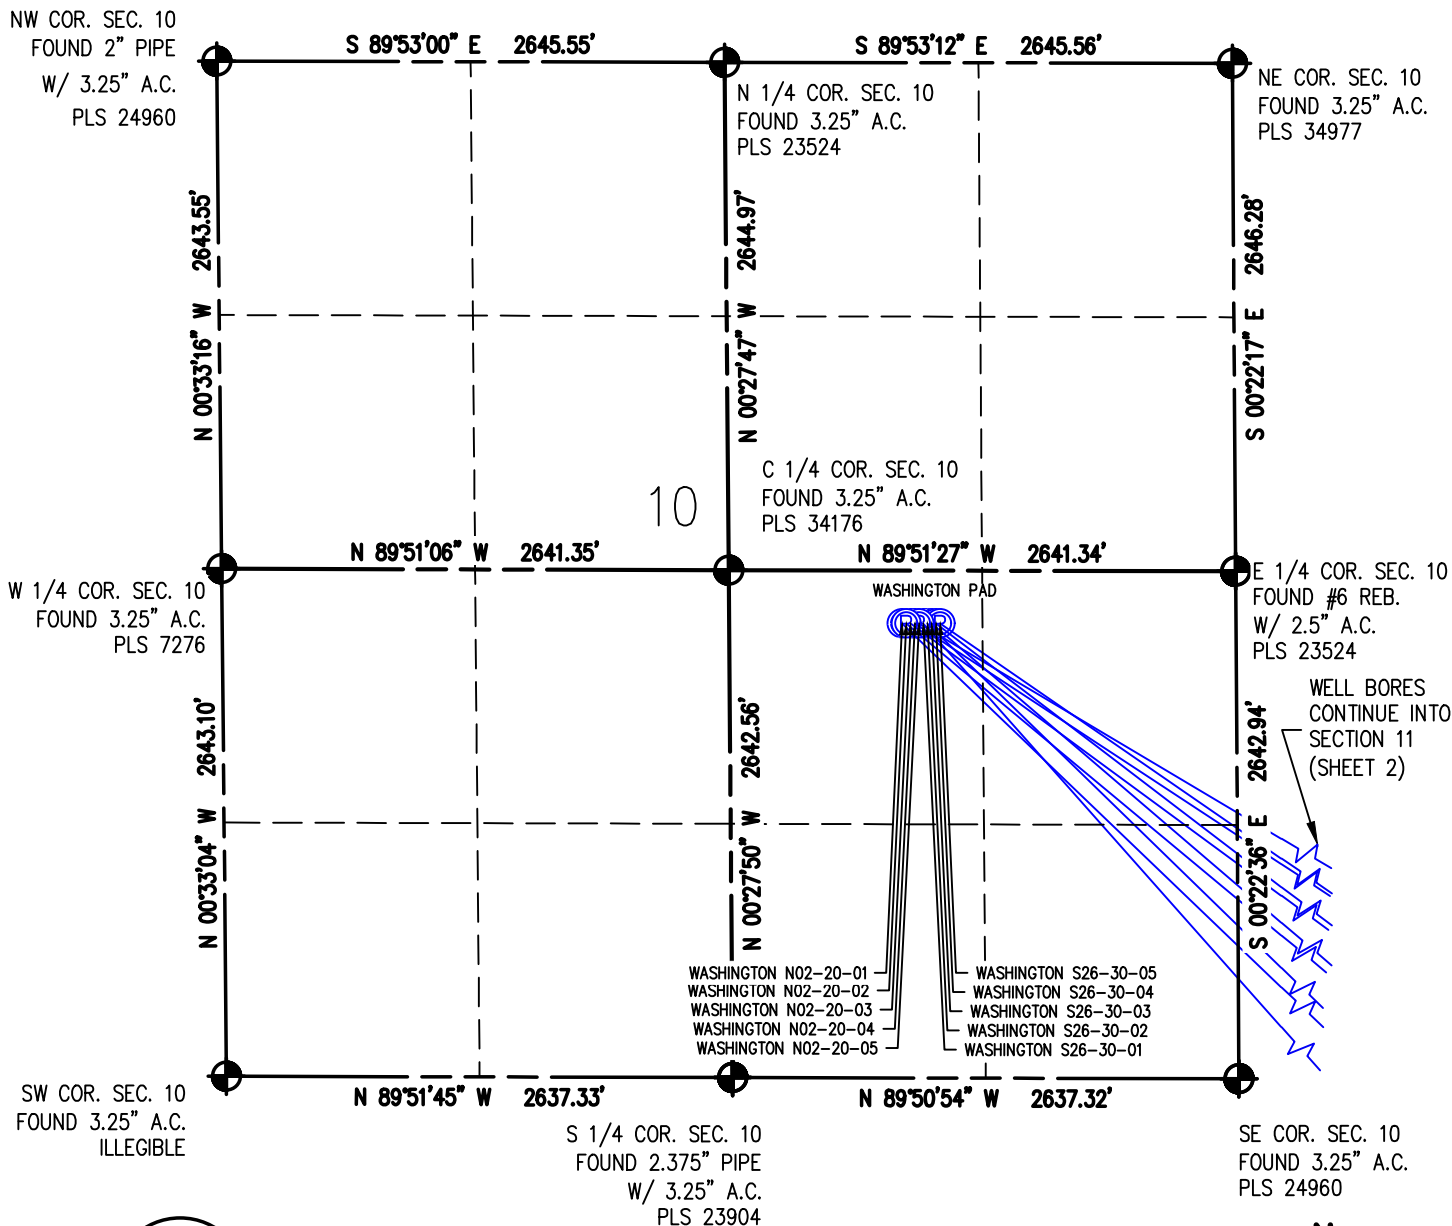 NW COR. SEC. 10
FOUND 2" PIPE
W/ 3.25" A.C.
PLS 24960
S 89°53'00" E 2645.55'
S 89°53'12" E 2645.56'
N 1/4 COR. SEC. 10
FOUND 3.25" A.C.
PLS 23524
NE COR. SEC. 10
FOUND 3.25" A.C.
PLS 34977
N 00°33'16" W 2643.55'
N 00°27'47" W 2644.97'
S 00°22'17" E 2646.28'
10
C 1/4 COR. SEC. 10
FOUND 3.25" A.C.
PLS 34176
N 89°51'06" W 2641.35'
N 89°51'27" W 2641.34'
W 1/4 COR. SEC. 10
FOUND 3.25" A.C.
PLS 7276
WASHINGTON PAD
E 1/4 COR. SEC. 10
FOUND #6 REB.
W/ 2.5" A.C.
PLS 23524
WELL BORES
CONTINUE INTO
SECTION 11
(SHEET 2)
N 00°33'04" W 2643.10'
N 00°27'50" W 2642.56'
S 00°22'36" E 2642.94'
WASHINGTON N02-20-01
WASHINGTON N02-20-02
WASHINGTON N02-20-03
WASHINGTON N02-20-04
WASHINGTON N02-20-05
WASHINGTON S26-30-05
WASHINGTON S26-30-04
WASHINGTON S26-30-03
WASHINGTON S26-30-02
WASHINGTON S26-30-01
SW COR. SEC. 10
FOUND 3.25" A.C.
ILLEGIBLE
N 89°51'45" W 2637.33'
N 89°50'54" W 2637.32'
S 1/4 COR. SEC. 10
FOUND 2.375" PIPE
W/ 3.25" A.C.
PLS 23904
SE COR. SEC. 10
FOUND 3.25" A.C.
PLS 24960